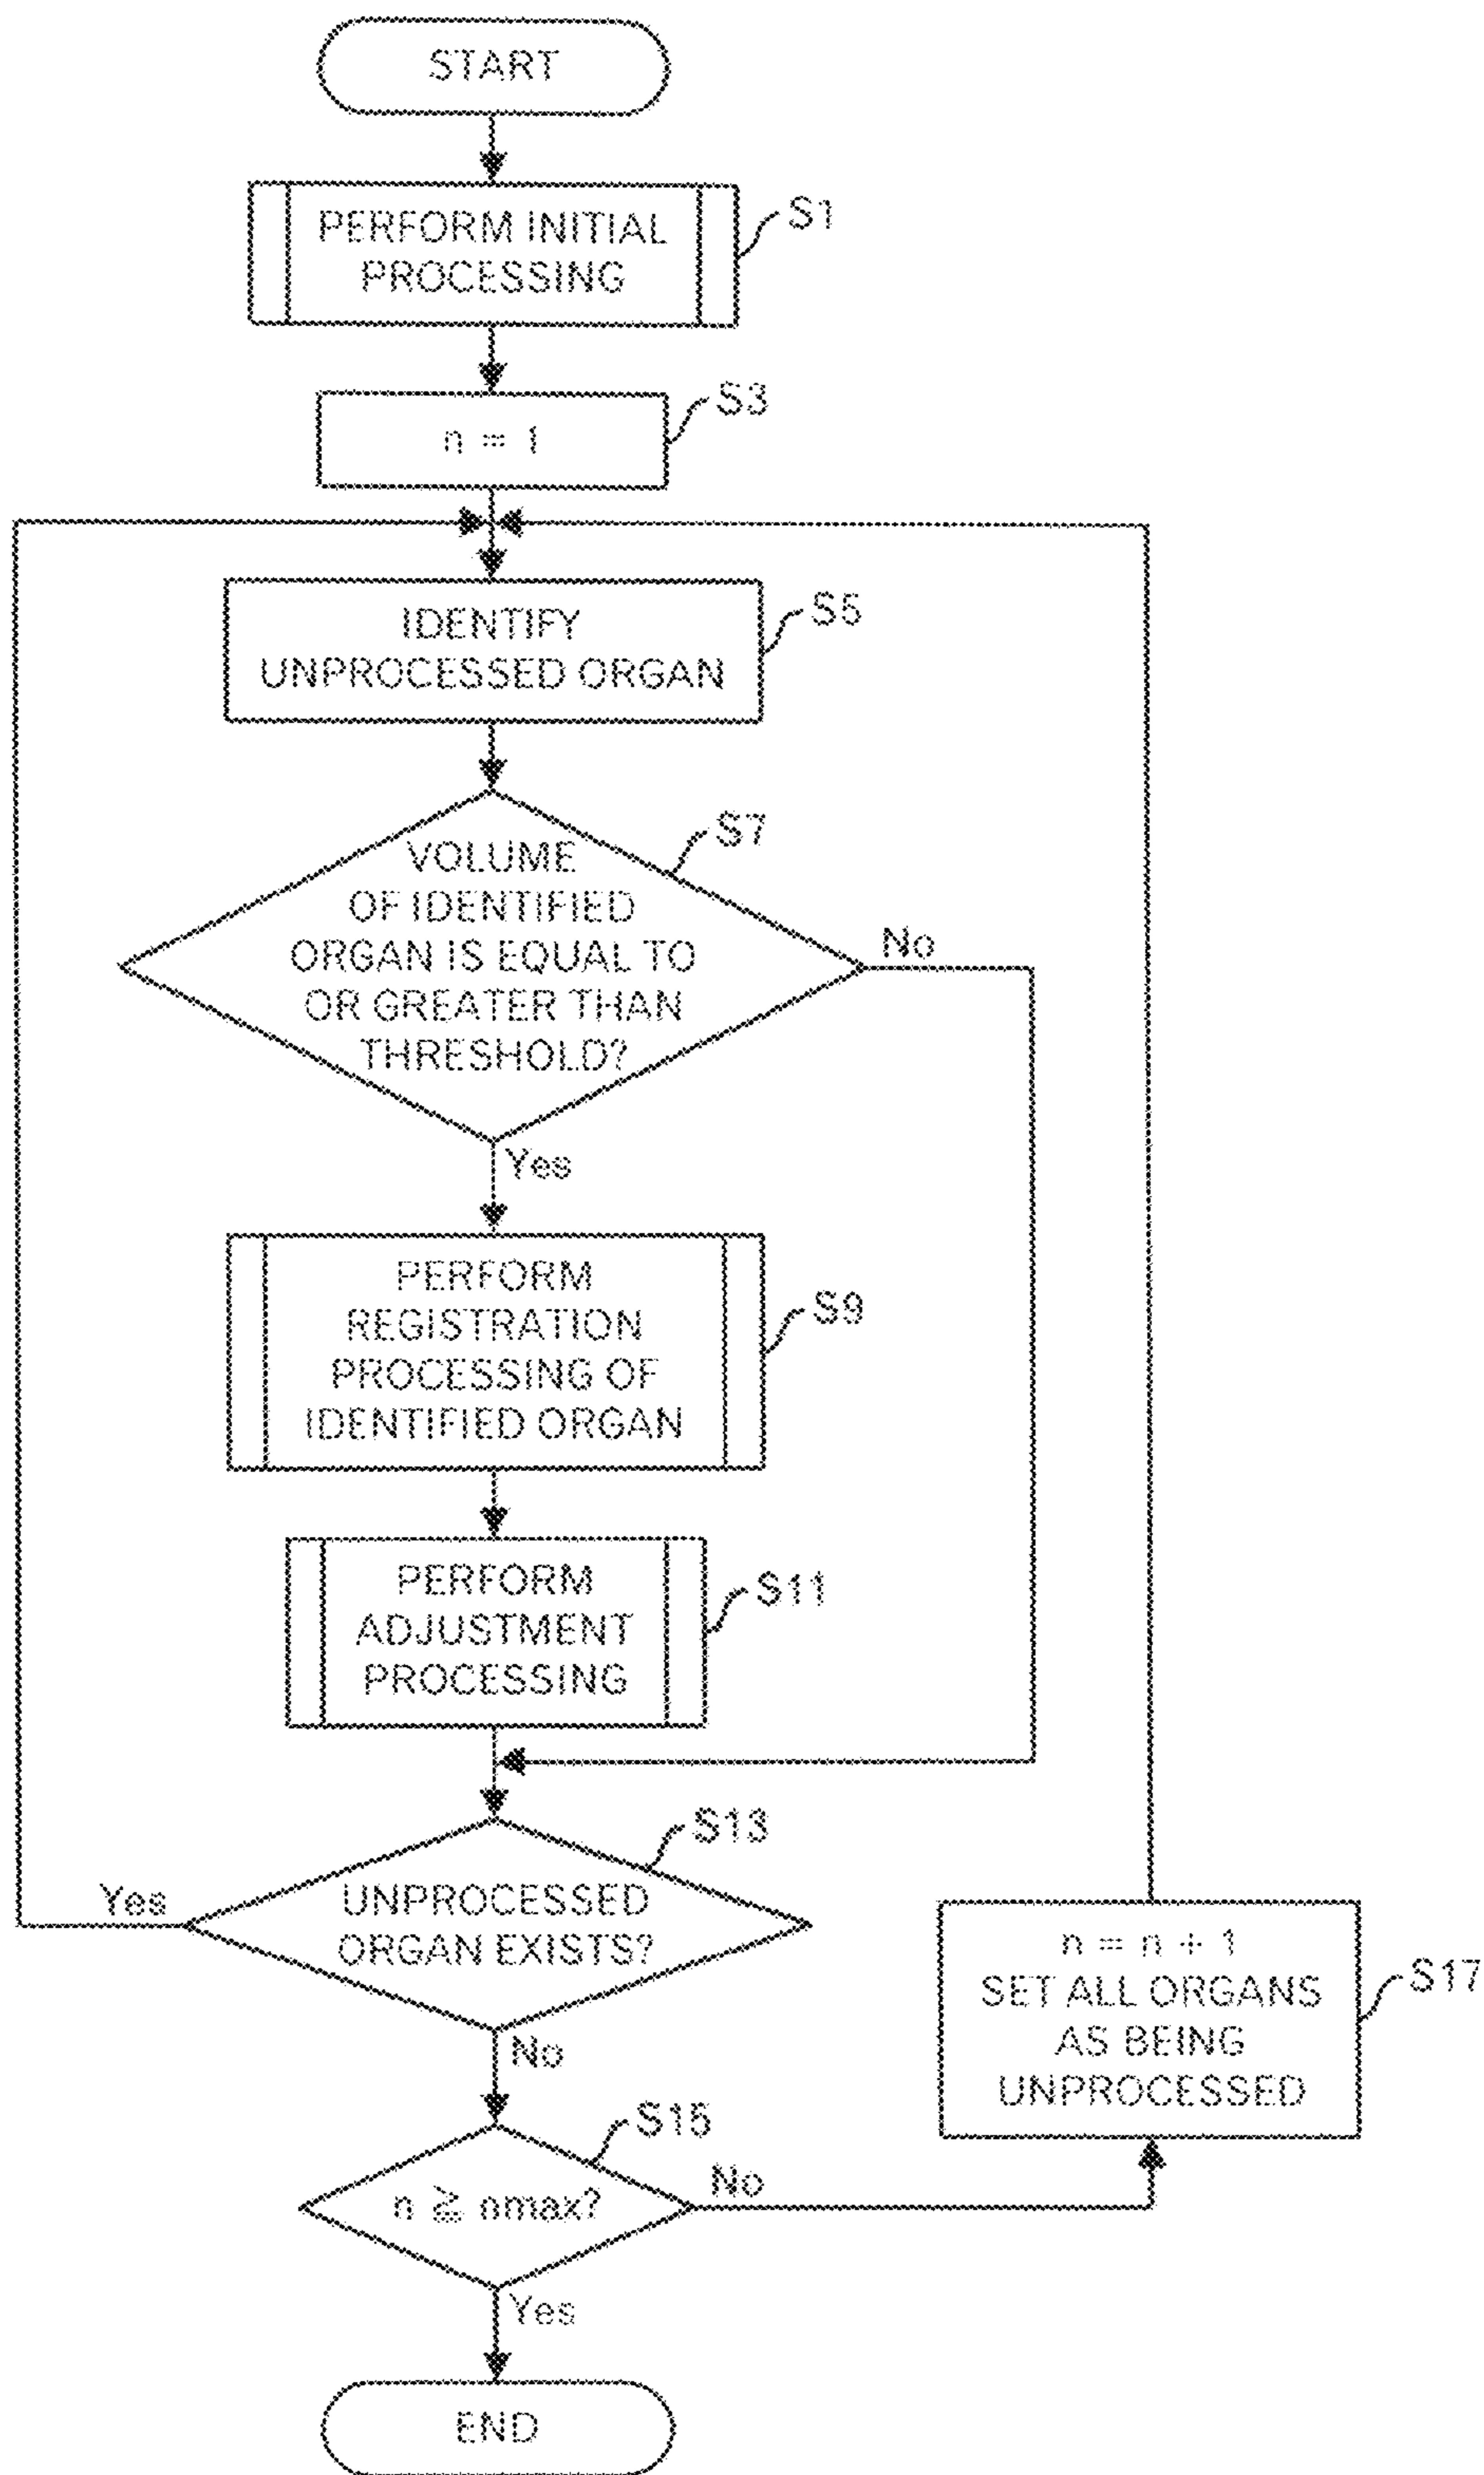 START
PERFORM INITIAL
PROCESSING
S1
n = 1
S3
IDENTIFY
UNPROCESSED ORGAN
S5
VOLUME
OF IDENTIFIED
ORGAN IS EQUAL TO
OR GREATER THAN
THRESHOLD?
S7
No
Yes
PERFORM
REGISTRATION
PROCESSING OF
IDENTIFIED ORGAN
S9
PERFORM
ADJUSTMENT
PROCESSING
S11
UNPROCESSED
ORGAN EXISTS?
S13
Yes
No
n = n + 1
SET ALL ORGANS
AS BEING
UNPROCESSED
S17
n ≧ nmax?
S15
No
Yes
END